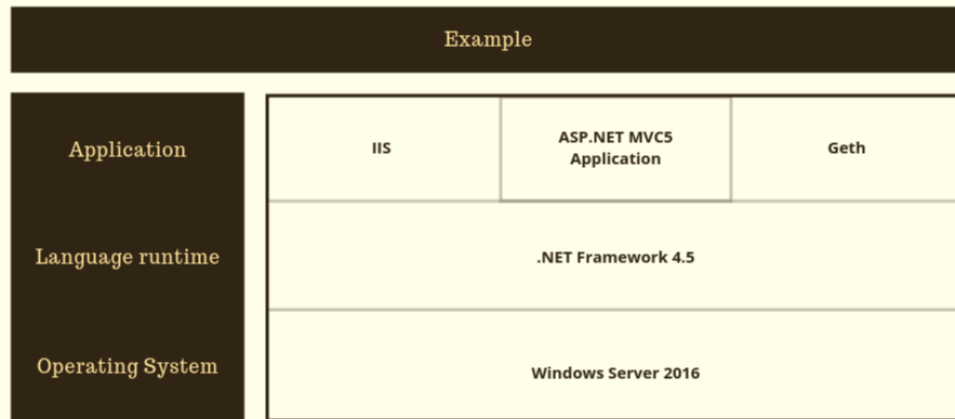 Example
Application
IIS
ASP.NET MVC5
Application
Geth
Language runtime
.NET Framework 4.5
Operating System
Windows Server 2016